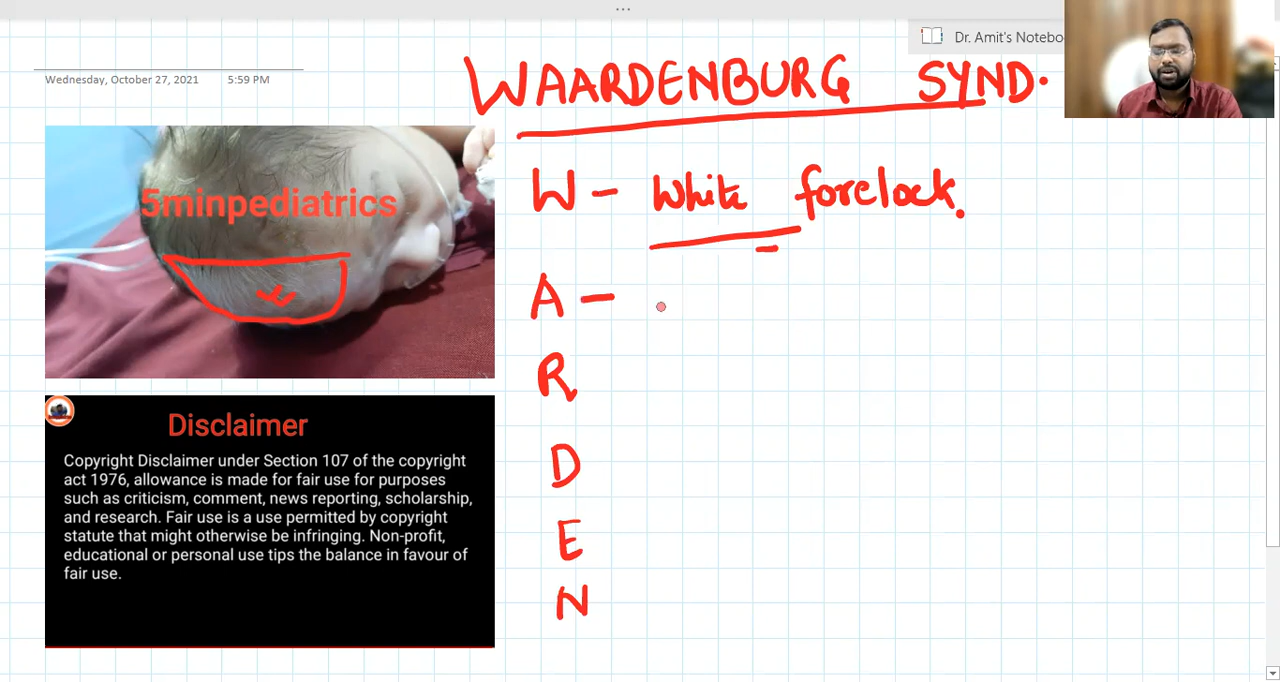 ...
Dr. Amit's Notebo
Wednesday, October 27, 2021 5:59 PM
WAARDENBURG SYND.
5minpediatrics
W - White forelock.
A -
R
D
E
N
Disclaimer
Copyright Disclaimer under Section 107 of the copyright
act 1976, allowance is made for fair use for purposes
such as criticism, comment, news reporting, scholarship,
and research. Fair use is a use permitted by copyright
statute that might otherwise be infringing. Non-profit,
educational or personal use tips the balance in favour of
fair use.